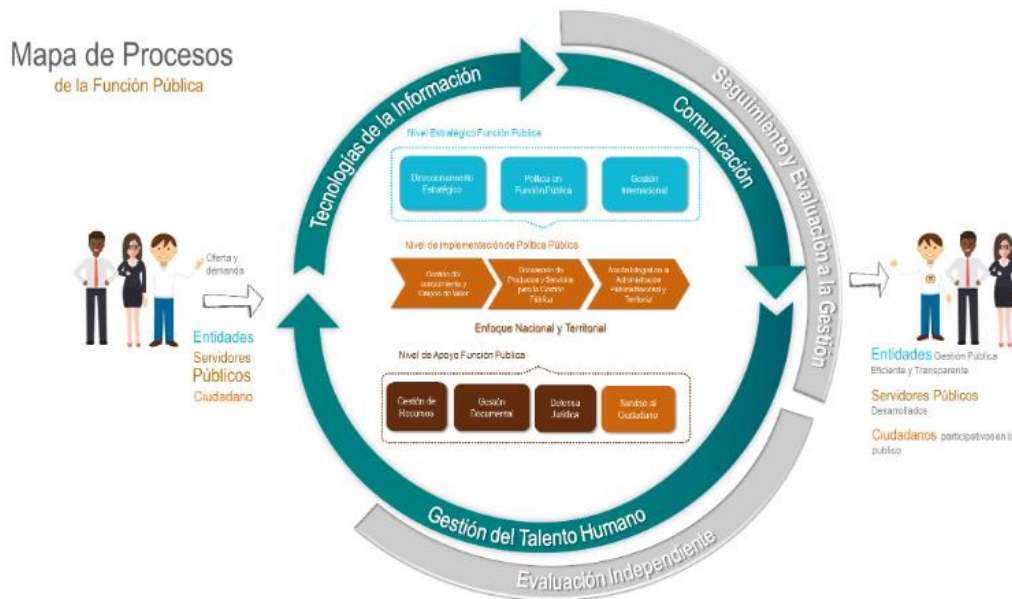 Mapa de Procesos
de la Función Pública
Tecnologías de la Información
Comunicación
Seguimiento y Evaluación a la Gestión
Nivel Estratégico Función Pública
Direccionamiento
Estratégico
Política en
Función Pública
Gestión
Internacional
Oferta y
demanda
Entidades
Servidores
Públicos
Ciudadano
Nivel de Implementación de Política Pública
Gestión del
conocimiento y
Grupos de Valor
Generación de
Productos y Servicios
para la Gestión
Pública
Acción Integral en la
Administración
Pública Nacional y
Territorial
Enfoque Nacional y Territorial
Nivel de Apoyo Función Pública
Gestión de
Recursos
Gestión
Documental
Defensa
Jurídica
Servicio al
Ciudadano
Entidades Gestión Pública
Eficiente y Transparente
Servidores Públicos
Desarrollados
Ciudadanos participativos en lo
publico
Gestión del Talento Humano
Evaluación Independiente